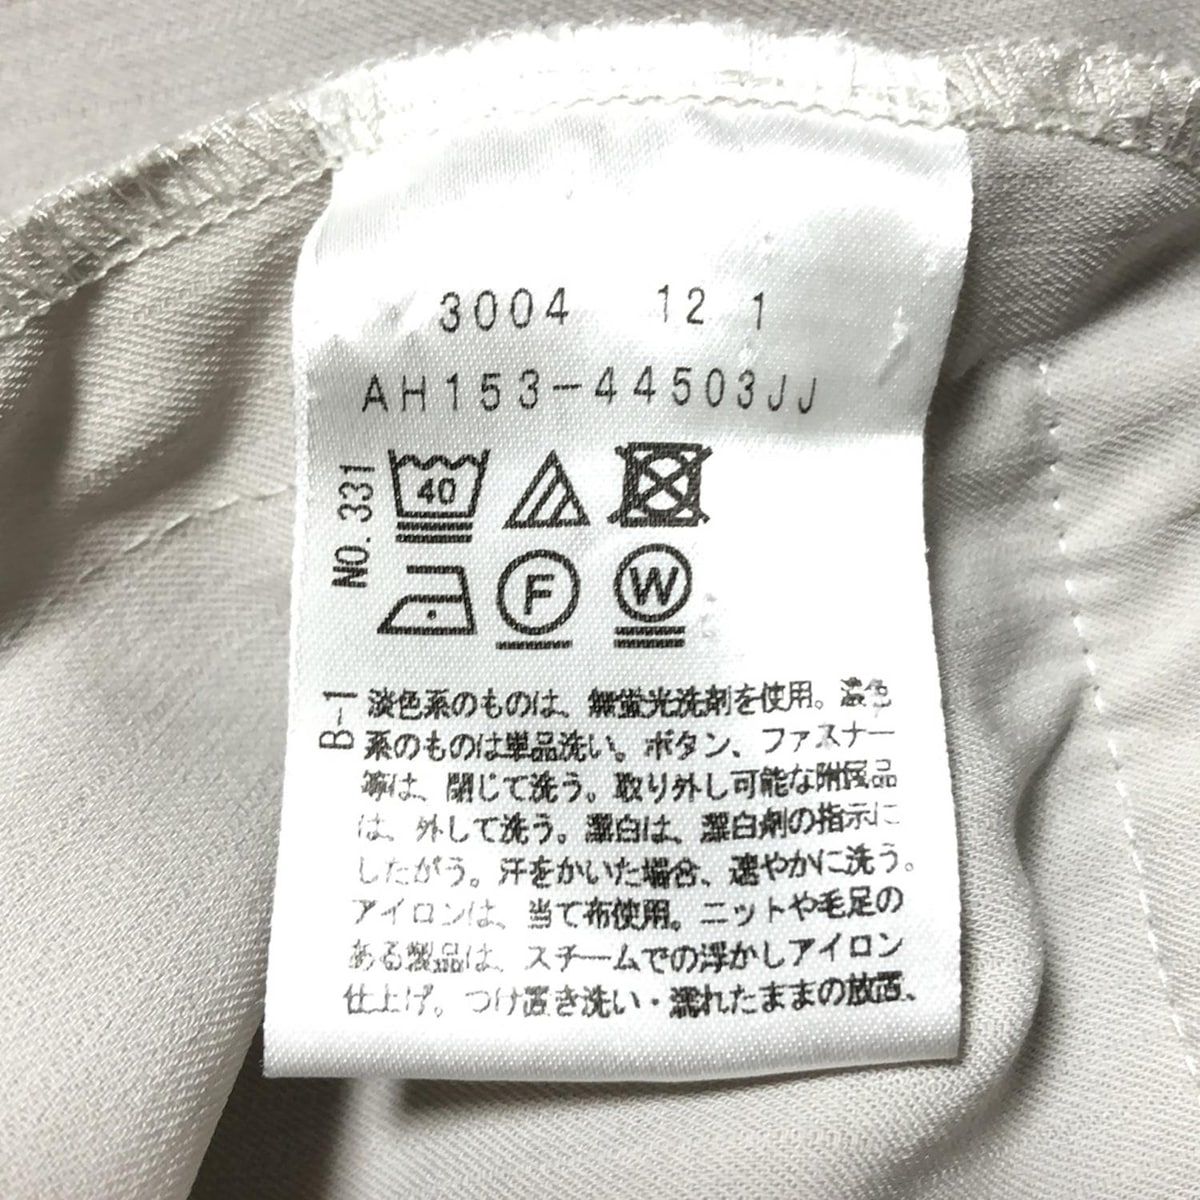 3004 12 1
AH153-44503JJ
NO.331
40
F
W
B-1
淡色系のものは、無蛍光洗剤を使用。濃色
系のものは単品洗い。ボタン、ファスナー
等は、閉じて洗う。取り外し可能な附属品
は、外して洗う。漂白は、漂白剤の指示に
したがう。汗をかいた場合、速やかに洗う。
アイロンは、当て布使用。ニットや毛足の
ある製品は、スチームでの浮かしアイロン
仕上げ。つけ置き洗い・濡れたままの放置、